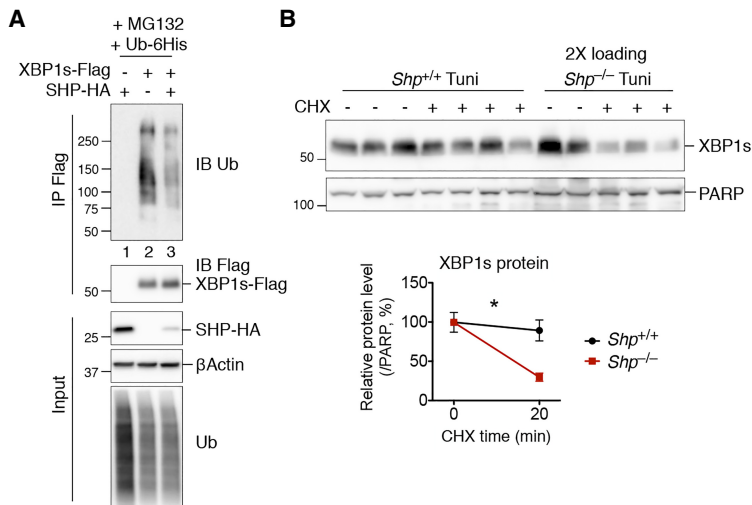 A
+ MG132
+ Ub-6His
XBP1s-Flag - + +
SHP-HA + - +
IP Flag
250
150
100
75
50
IB Ub
1 2 3
IB Flag
50
XBP1s-Flag
Input
25
SHP-HA
37
βActin
Ub
B
2X loading
Shp+/+ Tuni
Shp–/– Tuni
CHX - - - + + + + - - + + +
50
XBP1s
100
PARP
XBP1s protein
Relative protein level
(/PARP, %)
150
100
50
0
*
0 20
CHX time (min)
Shp+/+
Shp–/–